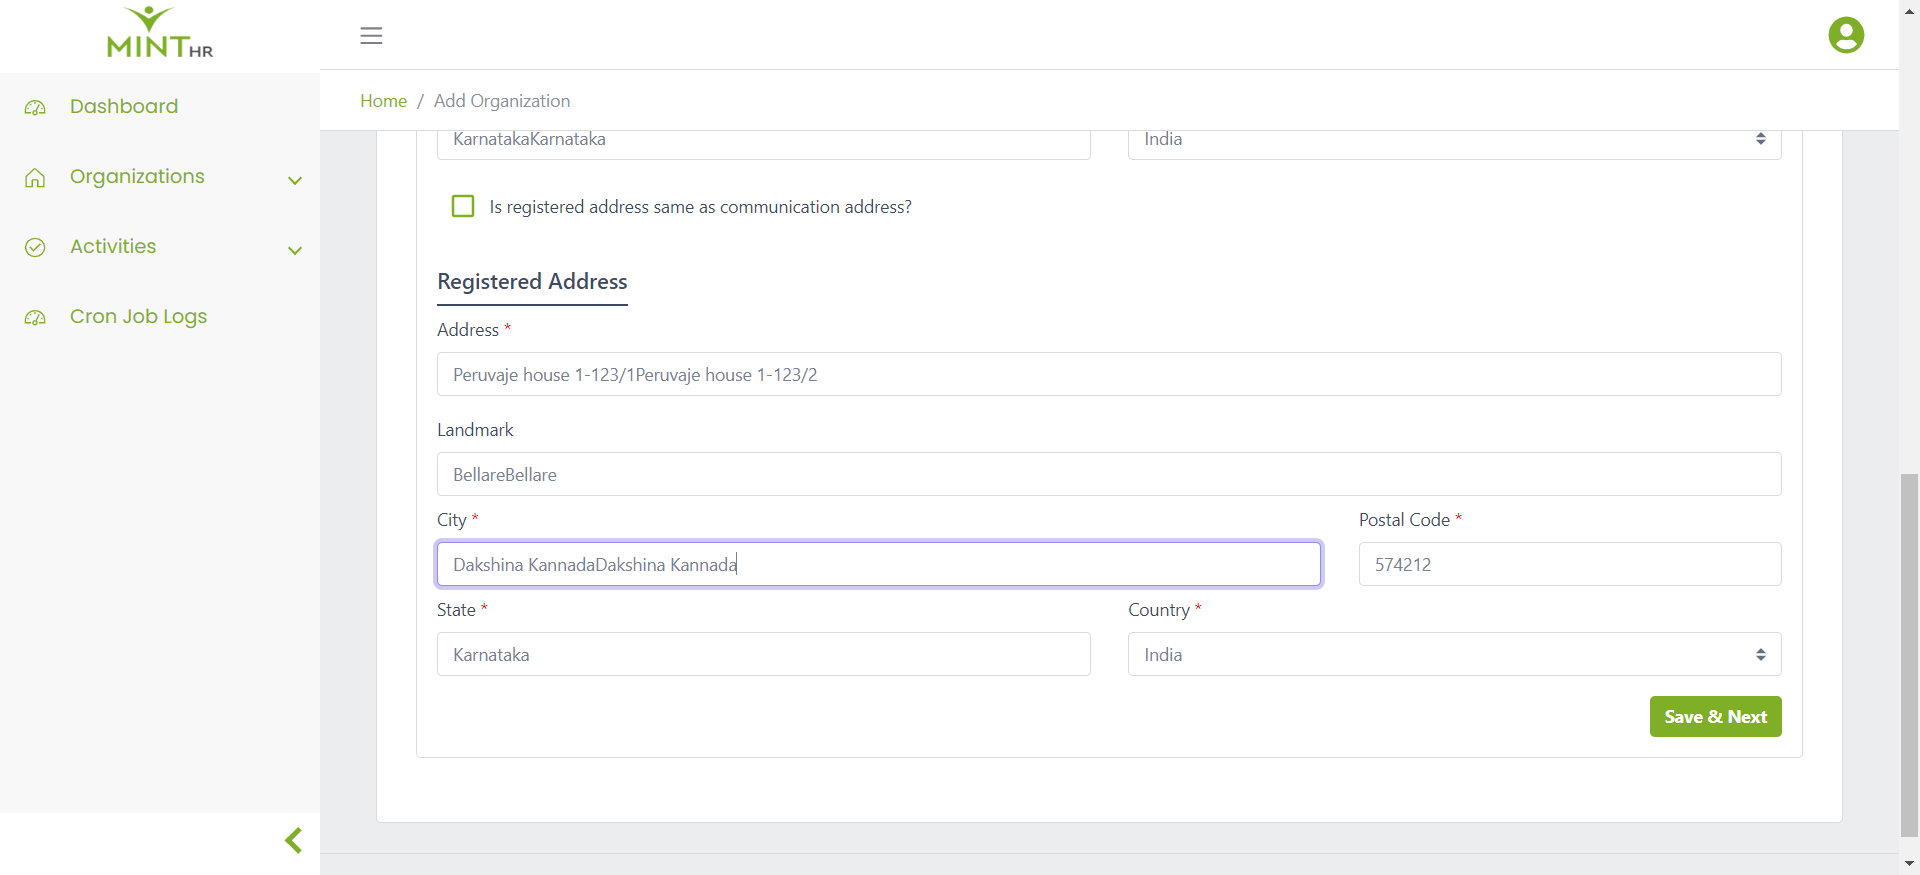 MINT HR
Dashboard
Organizations
Activities
Cron Job Logs
Home / Add Organization
KarnatakaKarnataka
India
Is registered address same as communication address?
Registered Address
Address *
Peruvaje house 1-123/1Peruvaje house 1-123/2
Landmark
BellareBellare
City *
Postal Code *
Dakshina KannadaDakshina Kannada
574212
State *
Country *
Karnataka
India
Save & Next